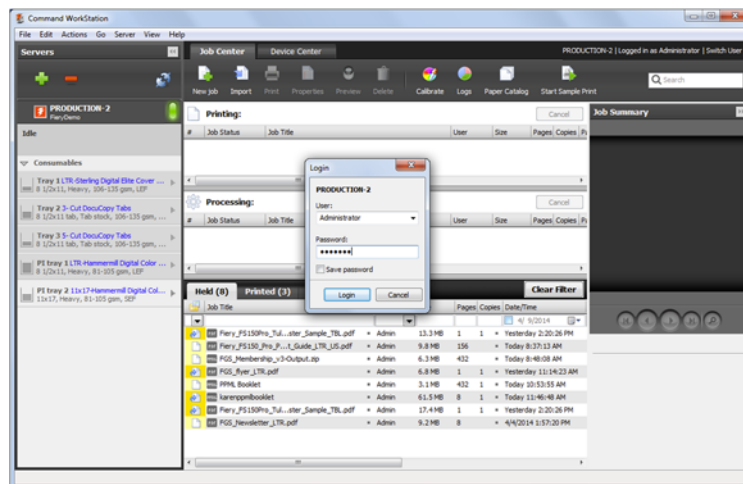 Command WorkStation
File Edit Actions Go Server View Help
Servers
Job Center Device Center
PRODUCTION-2 | Logged in as Administrator | Switch User
New job Import Print Properties Preview Delete Calibrate Logs Paper Catalog Start Sample Print
Search
PRODUCTION-2
FieryDemo
Idle
Consumables
Tray 1 LTR-Sterling Digital Elite Cover ...
8 1/2x11, Heavy, 106-135 gsm, LEF
Tray 2 3- Cut DocuCopy Tabs
8 1/2x11 tab, Tab stock, 106-135 gsm, ...
Tray 3 5- Cut DocuCopy Tabs
8 1/2x11 tab, Tab stock, 106-135 gsm, ...
PI tray 1 LTR-Hammermill Digital Color ...
8 1/2x11, Heavy, 81-105 gsm, LEF
PI tray 2 11x17-Hammermill Digital Col...
11x17, Heavy, 81-105 gsm, SEF
Printing: Cancel
# Job Status Job Title User Size Pages Copies
Processing: Cancel
# Job Status Job Title User Size Pages Copies
Login
PRODUCTION-2
User:
Administrator
Password:
Save password
Login Cancel
Job Summary
Held (8) Printed (3) Clear Filter
Job Title Pages Copies Date/Time
4/ 9/2014
Fiery_FS150Pro_Tul...ster_Sample_TBL.pdf Admin 13.3 MB 1 1 Yesterday 2:20:26 PM
Fiery_FS150_Pro_P...t_Guide_LTR_US.pdf Admin 9.8 MB 156 Today 8:37:13 AM
FGS_Membership_v3-Output.zip Admin 6.3 MB 432 Today 8:48:08 AM
FGS_flyer_LTR.pdf Admin 6.8 MB 1 1 Yesterday 11:14:23 AM
PPML Booklet Admin 3.1 MB 432 1 Today 10:53:55 AM
karenppmlbooklet Admin 61.5 MB 8 1 Today 11:46:48 AM
Fiery_FS150Pro_Tul...ster_Sample_TBL.pdf Admin 17.4 MB 1 1 Yesterday 2:20:26 PM
FGS_Newsletter_LTR.pdf Admin 9.2 MB 8 4/4/2014 1:57:20 PM